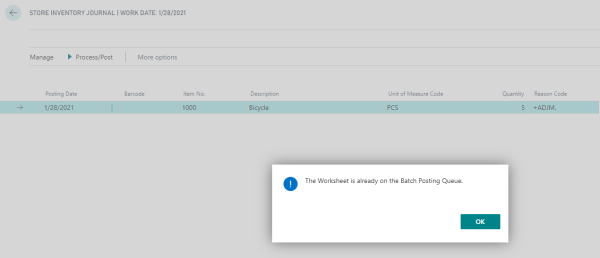 STORE INVENTORY JOURNAL | WORK DATE: 1/28/2021
Manage Process/Post More options
Posting Date Barcode Item No. Description Unit of Measure Code Quantity Reason Code
1/28/2021 1000 Bicycle PCS 5 +ADJM.
The Worksheet is already on the Batch Posting Queue.
OK